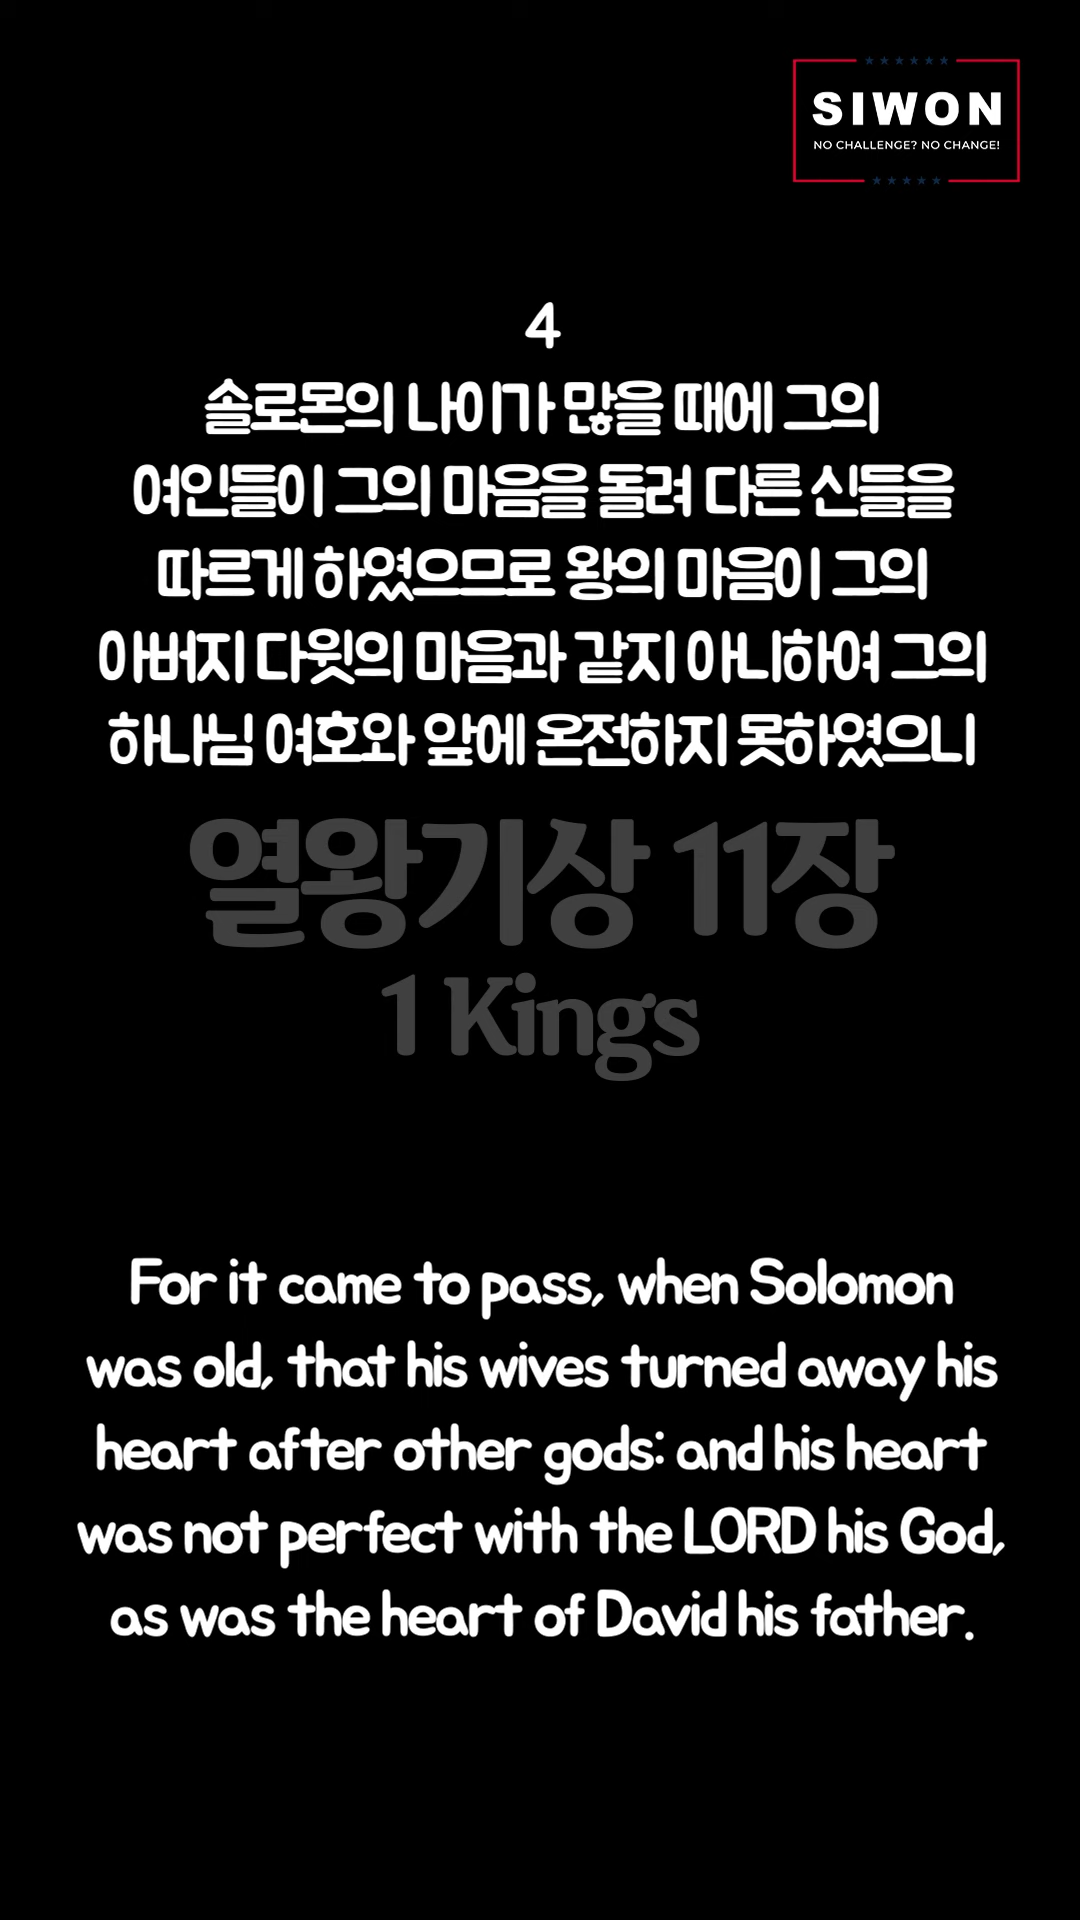 SIWON
NO CHALLENGE? NO CHANGE!
4
솔로몬의 나이가 많을 때에 그의
여인들이 그의 마음을 돌려 다른 신들을
따르게 하였으므로 왕의 마음이 그의
아버지 다윗의 마음과 같지 아니하여 그의
하나님 여호와 앞에 온전하지 못하였으니
열왕기상 11장
1 Kings
For it came to pass, when Solomon
was old, that his wives turned away his
heart after other gods: and his heart
was not perfect with the LORD his God,
as was the heart of David his father.